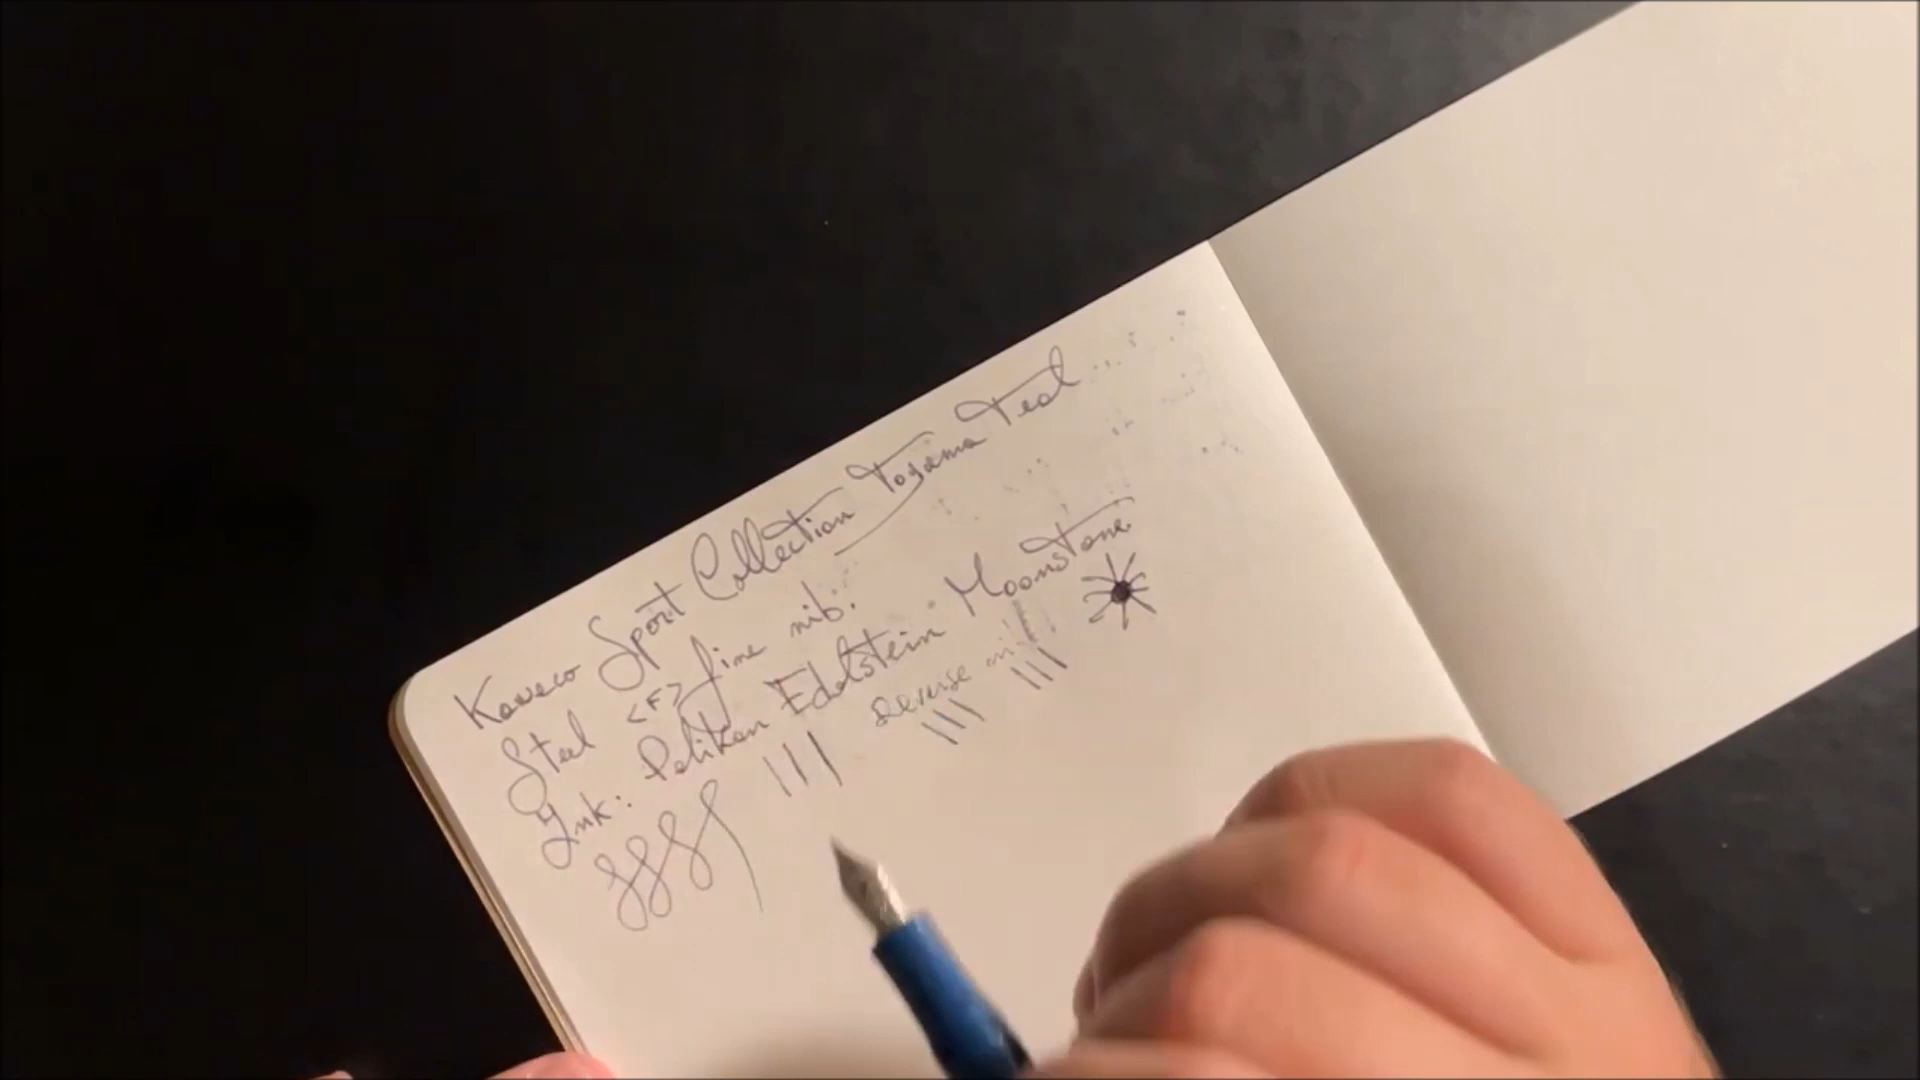 Kaweco Sport Collection Toyama Teal
Steel <F> fine nib.
Ink: Pelikan Edelstein Moonstone
Reverse